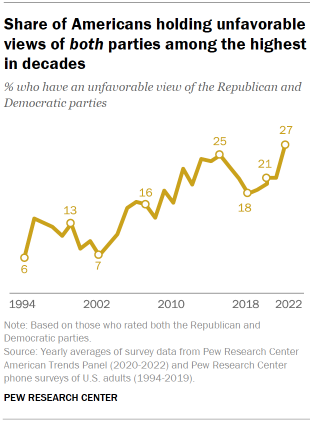 Share of Americans holding unfavorable
views of both parties among the highest
in decades
% who have an unfavorable view of the Republican and
Democratic parties
27
25
21
18
16
13
7
6
1994 2002 2010 2018 2022
Note: Based on those who rated both the Republican and
Democratic parties.
Source: Yearly averages of survey data from Pew Research Center
American Trends Panel (2020-2022) and Pew Research Center
phone surveys of U.S. adults (1994-2019).
PEW RESEARCH CENTER